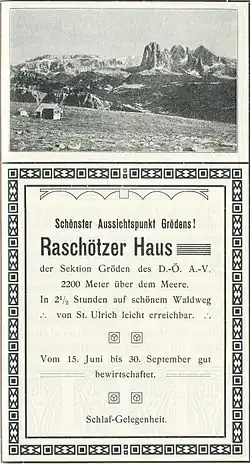 Schönster Aussichtspunkt Grödens!
Raschötzer Haus
der Sektion Gröden des D.-Ö. A.-V.
2200 Meter über dem Meere.
In 2½ Stunden auf schönem Waldweg
∴ von St. Ulrich leicht erreichbar. ∴
Vom 15. Juni bis 30. September gut
bewirtschaftet.
Schlaf-Gelegenheit.